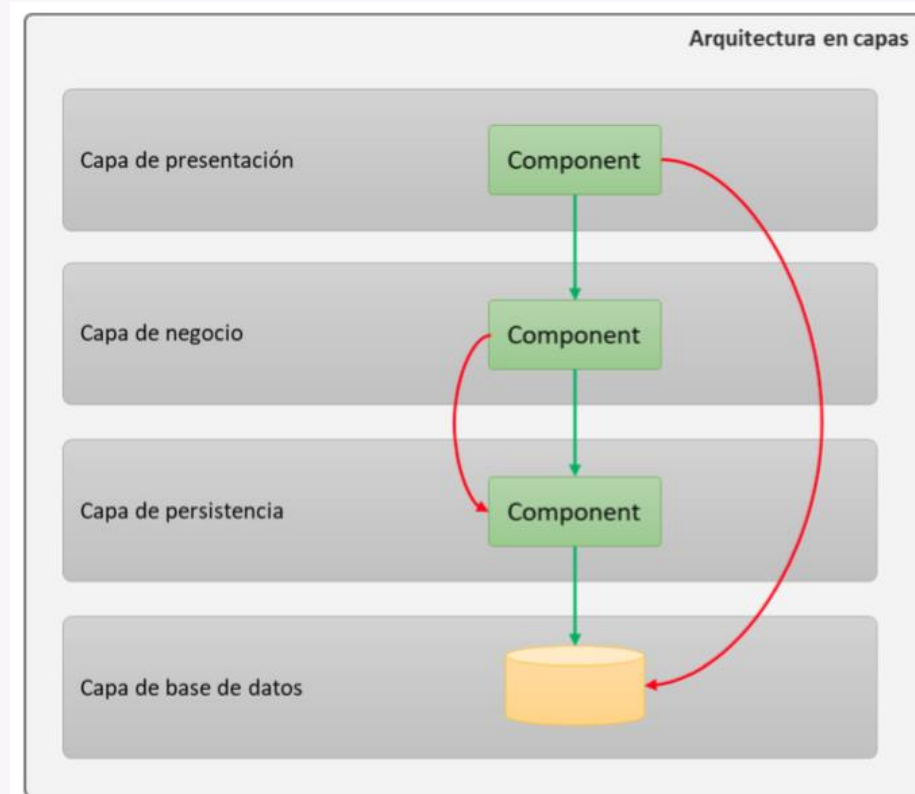 Arquitectura en capas
Capa de presentación
Component
Capa de negocio
Component
Capa de persistencia
Component
Capa de base de datos